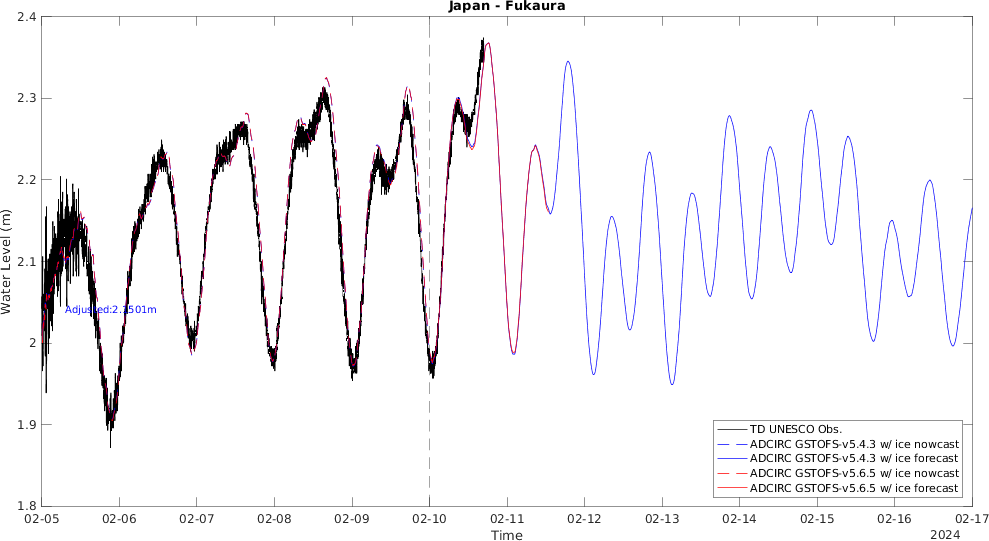 Japan - Fukaura
2.4
2.3
2.2
2.1
2
1.9
1.8
Water Level (m)
Adjusted:2.1501m
TD UNESCO Obs.
ADCIRC GSTOFS-v5.4.3 w/ ice nowcast
ADCIRC GSTOFS-v5.4.3 w/ ice forecast
ADCIRC GSTOFS-v5.6.5 w/ ice nowcast
ADCIRC GSTOFS-v5.6.5 w/ ice forecast
02-05 02-06 02-07 02-08 02-09 02-10 02-11 02-12 02-13 02-14 02-15 02-16 02-17
Time
2024